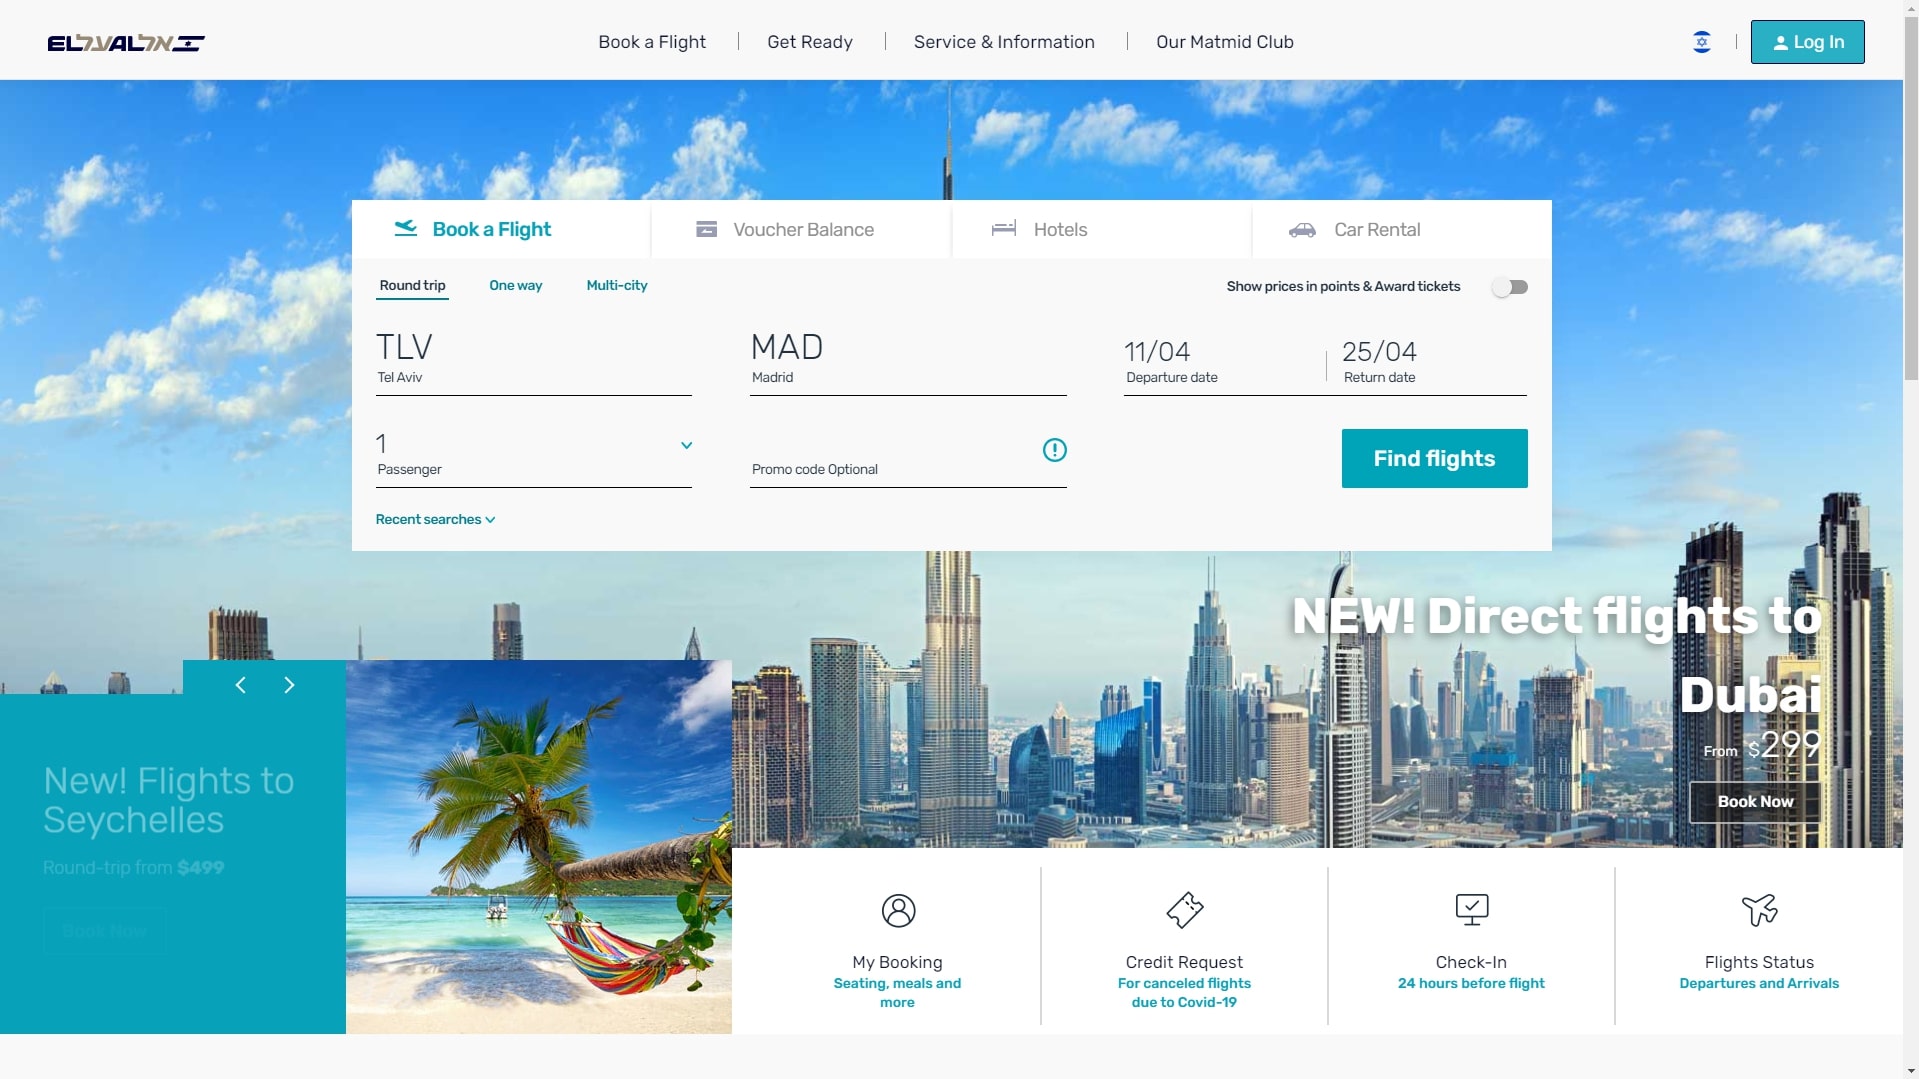 ELעלALאל
Book a Flight
Get Ready
Service & Information
Our Matmid Club
Log In
Book a Flight
Voucher Balance
Hotels
Car Rental
Round trip
One way
Multi-city
Show prices in points & Award tickets
TLV
Tel Aviv
MAD
Madrid
11/04
Departure date
25/04
Return date
1
Passenger
Promo code Optional
Find flights
Recent searches
NEW! Direct flights to
Dubai
From $299
Book Now
New! Flights to
Seychelles
Round-trip from $499
Book Now
My Booking
Seating, meals and
more
Credit Request
For canceled flights
due to Covid-19
Check-In
24 hours before flight
Flights Status
Departures and Arrivals